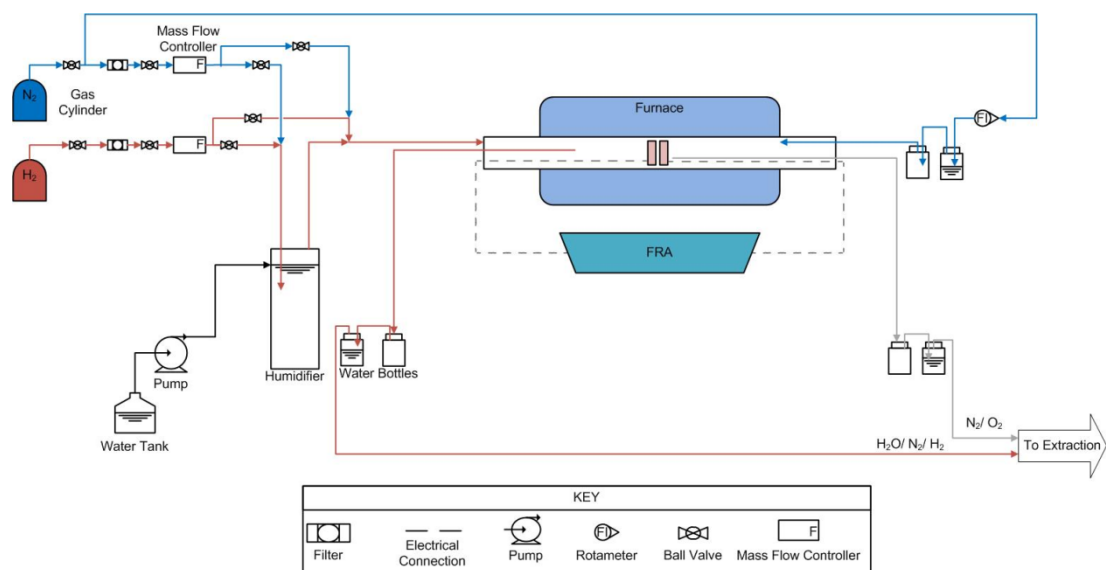 Mass Flow
Controller
F
N₂
Gas
Cylinder
Furnace
FI
F
H₂
FRA
Pump
Humidifier
Water Bottles
Water Tank
N₂/ O₂
H₂O/ N₂/ H₂
To Extraction
KEY
FI
F
Filter
Electrical
Connection
Pump
Rotameter
Ball Valve
Mass Flow Controller